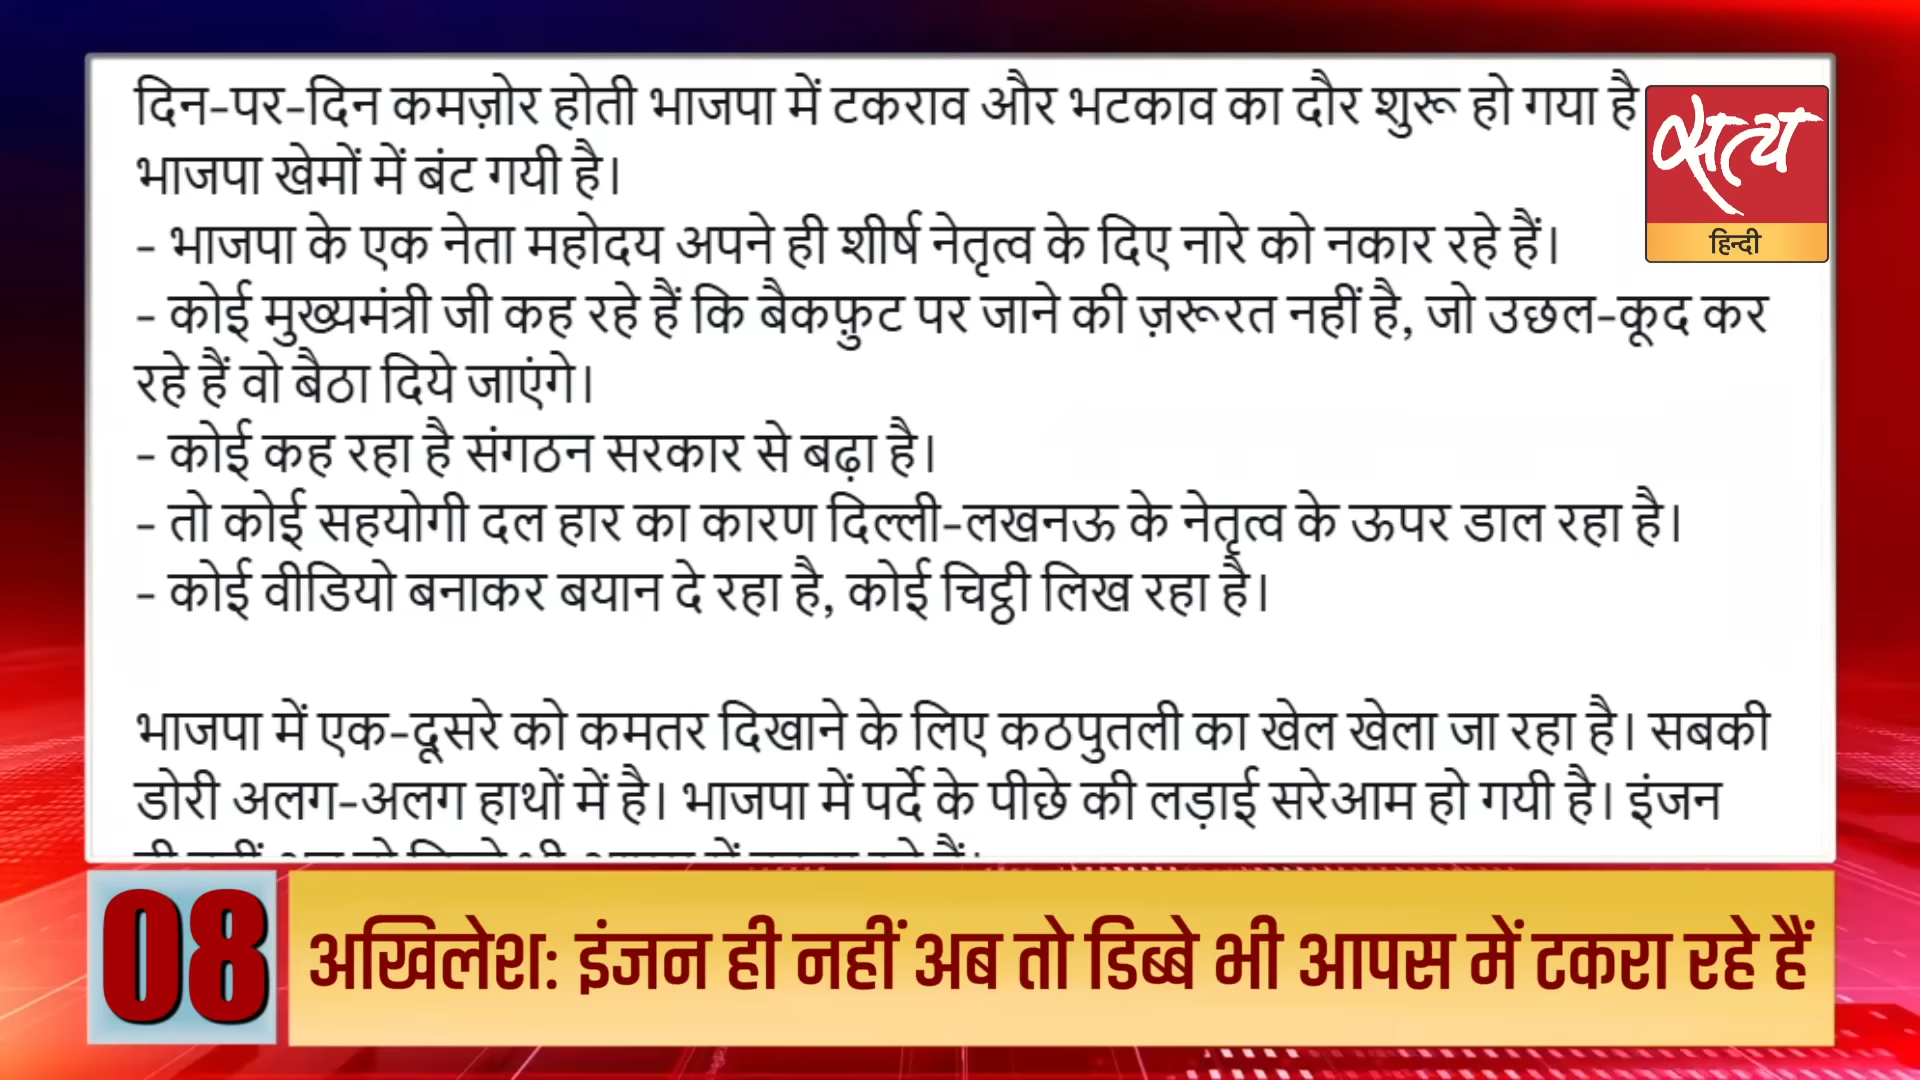 दिन-पर-दिन कमज़ोर होती भाजपा में टकराव और भटकाव का दौर शुरू हो गया है
भाजपा खेमों में बंट गयी है।
- भाजपा के एक नेता महोदय अपने ही शीर्ष नेतृत्व के दिए नारे को नकार रहे हैं।
- कोई मुख्यमंत्री जी कह रहे हैं कि बैकफ़ुट पर जाने की ज़रूरत नहीं है, जो उछल-कूद कर
रहे हैं वो बैठा दिये जाएंगे।
- कोई कह रहा है संगठन सरकार से बढ़ा है।
- तो कोई सहयोगी दल हार का कारण दिल्ली-लखनऊ के नेतृत्व के ऊपर डाल रहा है।
- कोई वीडियो बनाकर बयान दे रहा है, कोई चिट्ठी लिख रहा है।
भाजपा में एक-दूसरे को कमतर दिखाने के लिए कठपुतली का खेल खेला जा रहा है। सबकी
डोरी अलग-अलग हाथों में है। भाजपा में पर्दे के पीछे की लड़ाई सरेआम हो गयी है। इंजन
सत्य
हिन्दी
08
अखिलेश: इंजन ही नहीं अब तो डिब्बे भी आपस में टकरा रहे हैं